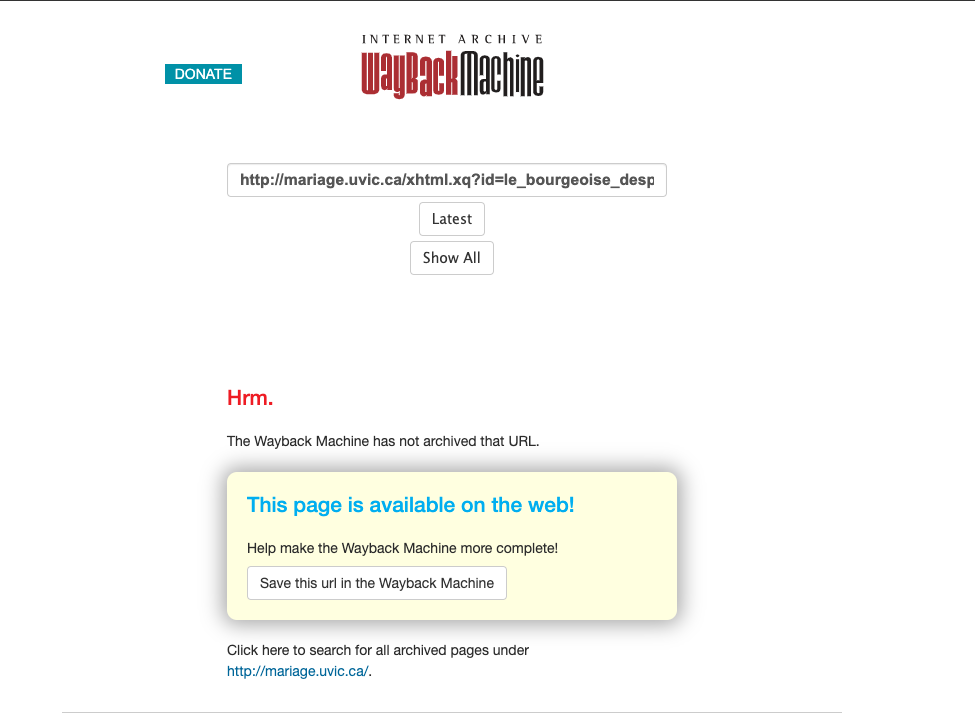 INTERNET ARCHIVE
DONATE
WayBackMachine
http://mariage.uvic.ca/xhtml.xq?id=le_bourgeoise_desp
Latest
Show All
Hrm.
The Wayback Machine has not archived that URL.
This page is available on the web!
Help make the Wayback Machine more complete!
Save this url in the Wayback Machine
Click here to search for all archived pages under
http://mariage.uvic.ca/.